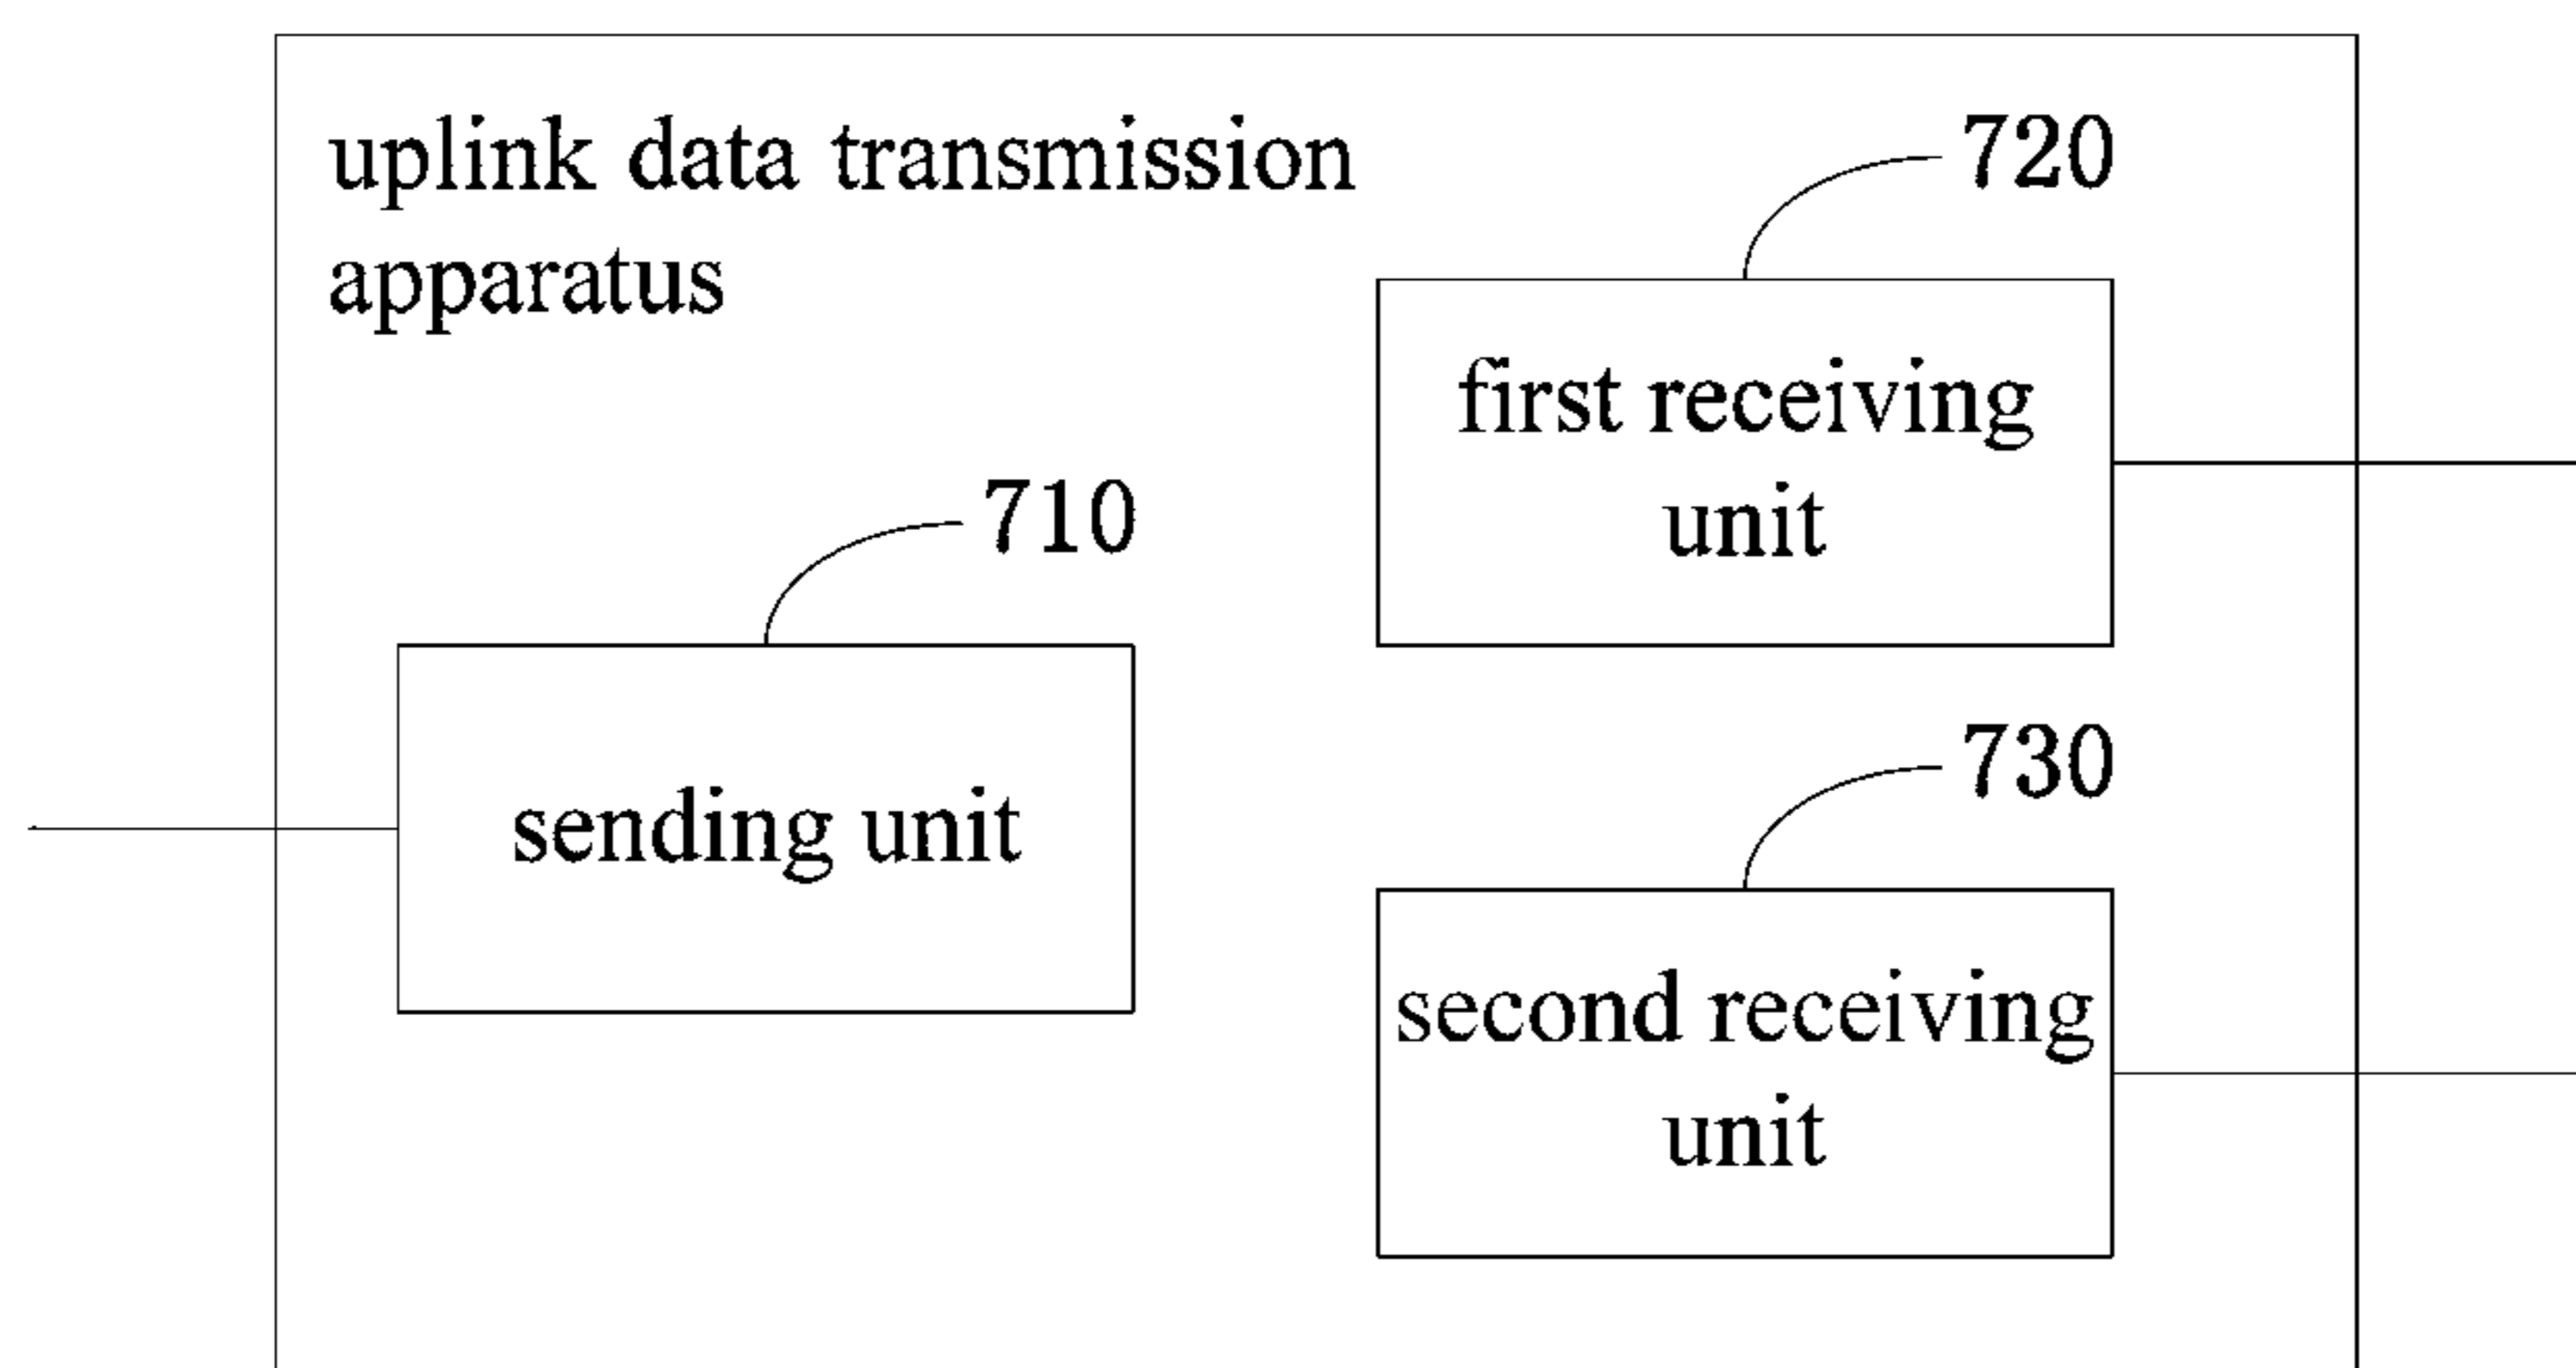 uplink data transmission
apparatus
720
first receiving
unit
710
sending unit
730
second receiving
unit